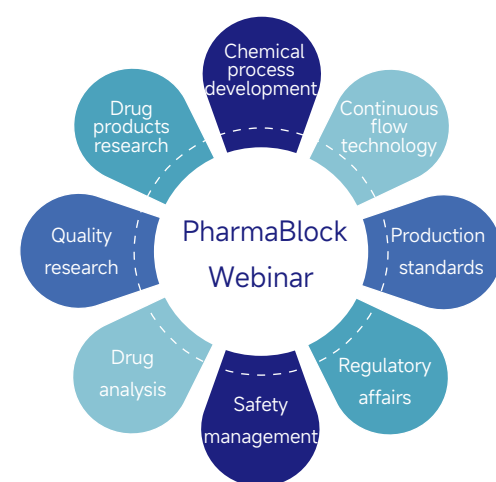 Chemical
process
development
Continuous
flow
technology
Production
standards
Regulatory
affairs
Safety
management
Drug
analysis
Quality
research
Drug
products
research
PharmaBlock
Webinar